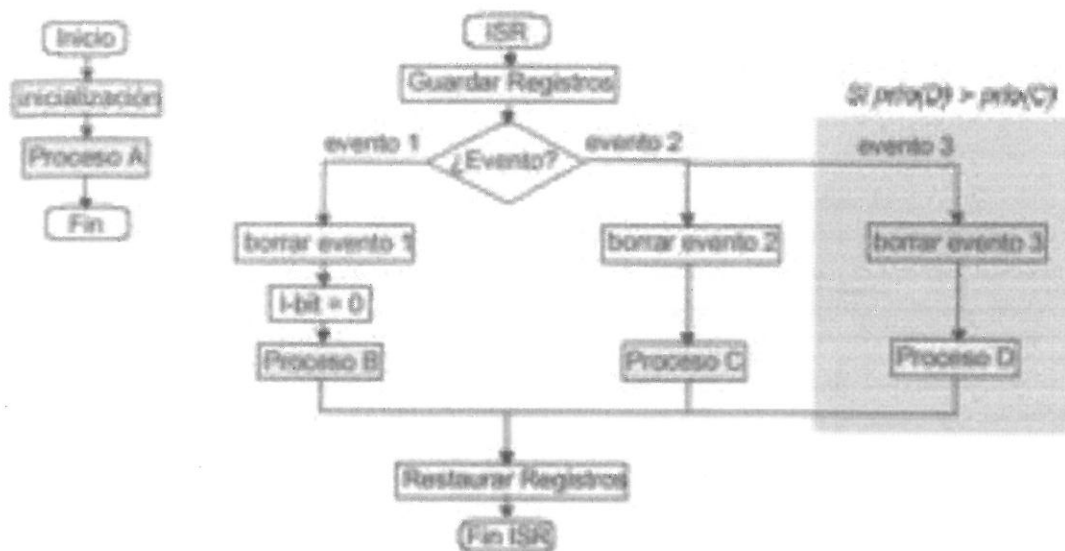 Inicio
inicialización
Proceso A
Fin
ISR
Guardar Registros
Si prio(D) > prio(C)
evento 1
¿Evento?
evento 2
evento 3
borrar evento 1
borrar evento 2
borrar evento 3
I-bit = 0
Proceso B
Proceso C
Proceso D
Restaurar Registros
Fin ISR